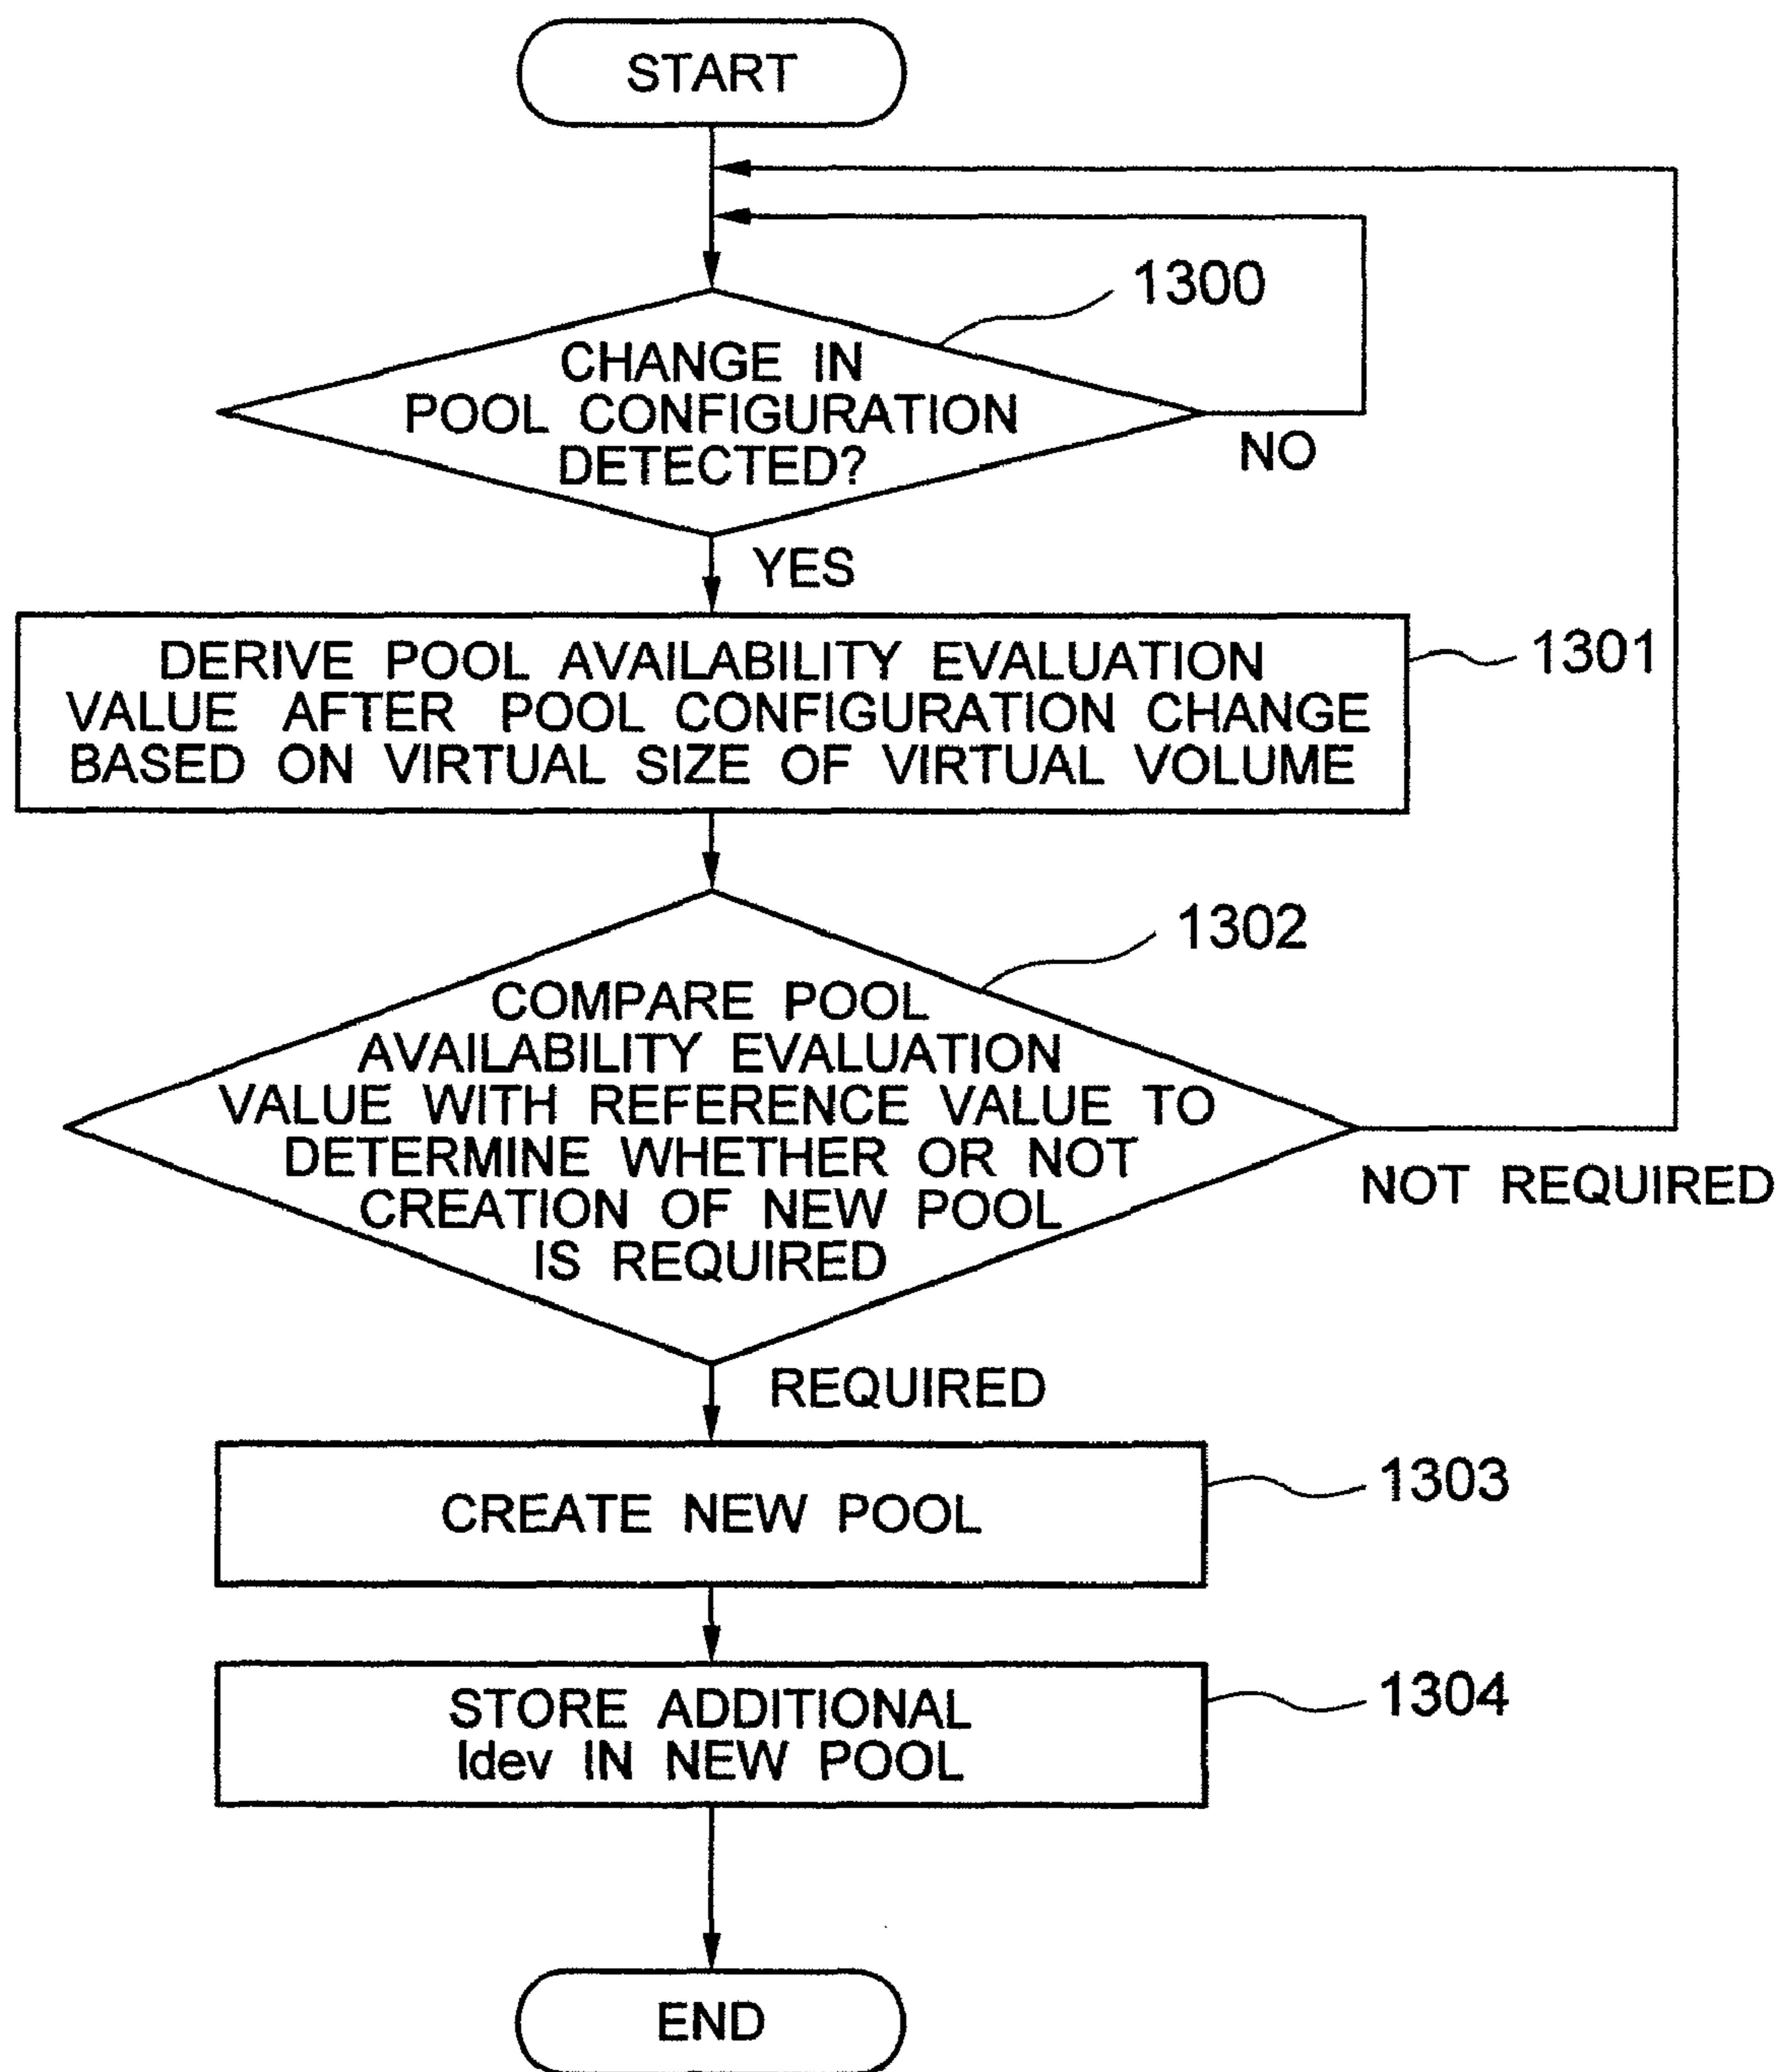 START
1300
CHANGE IN
POOL CONFIGURATION
DETECTED?
NO
YES
DERIVE POOL AVAILABILITY EVALUATION
VALUE AFTER POOL CONFIGURATION CHANGE
BASED ON VIRTUAL SIZE OF VIRTUAL VOLUME
1301
1302
COMPARE POOL
AVAILABILITY EVALUATION
VALUE WITH REFERENCE VALUE TO
DETERMINE WHETHER OR NOT
CREATION OF NEW POOL
IS REQUIRED
NOT REQUIRED
REQUIRED
CREATE NEW POOL
1303
STORE ADDITIONAL
ldev IN NEW POOL
1304
END